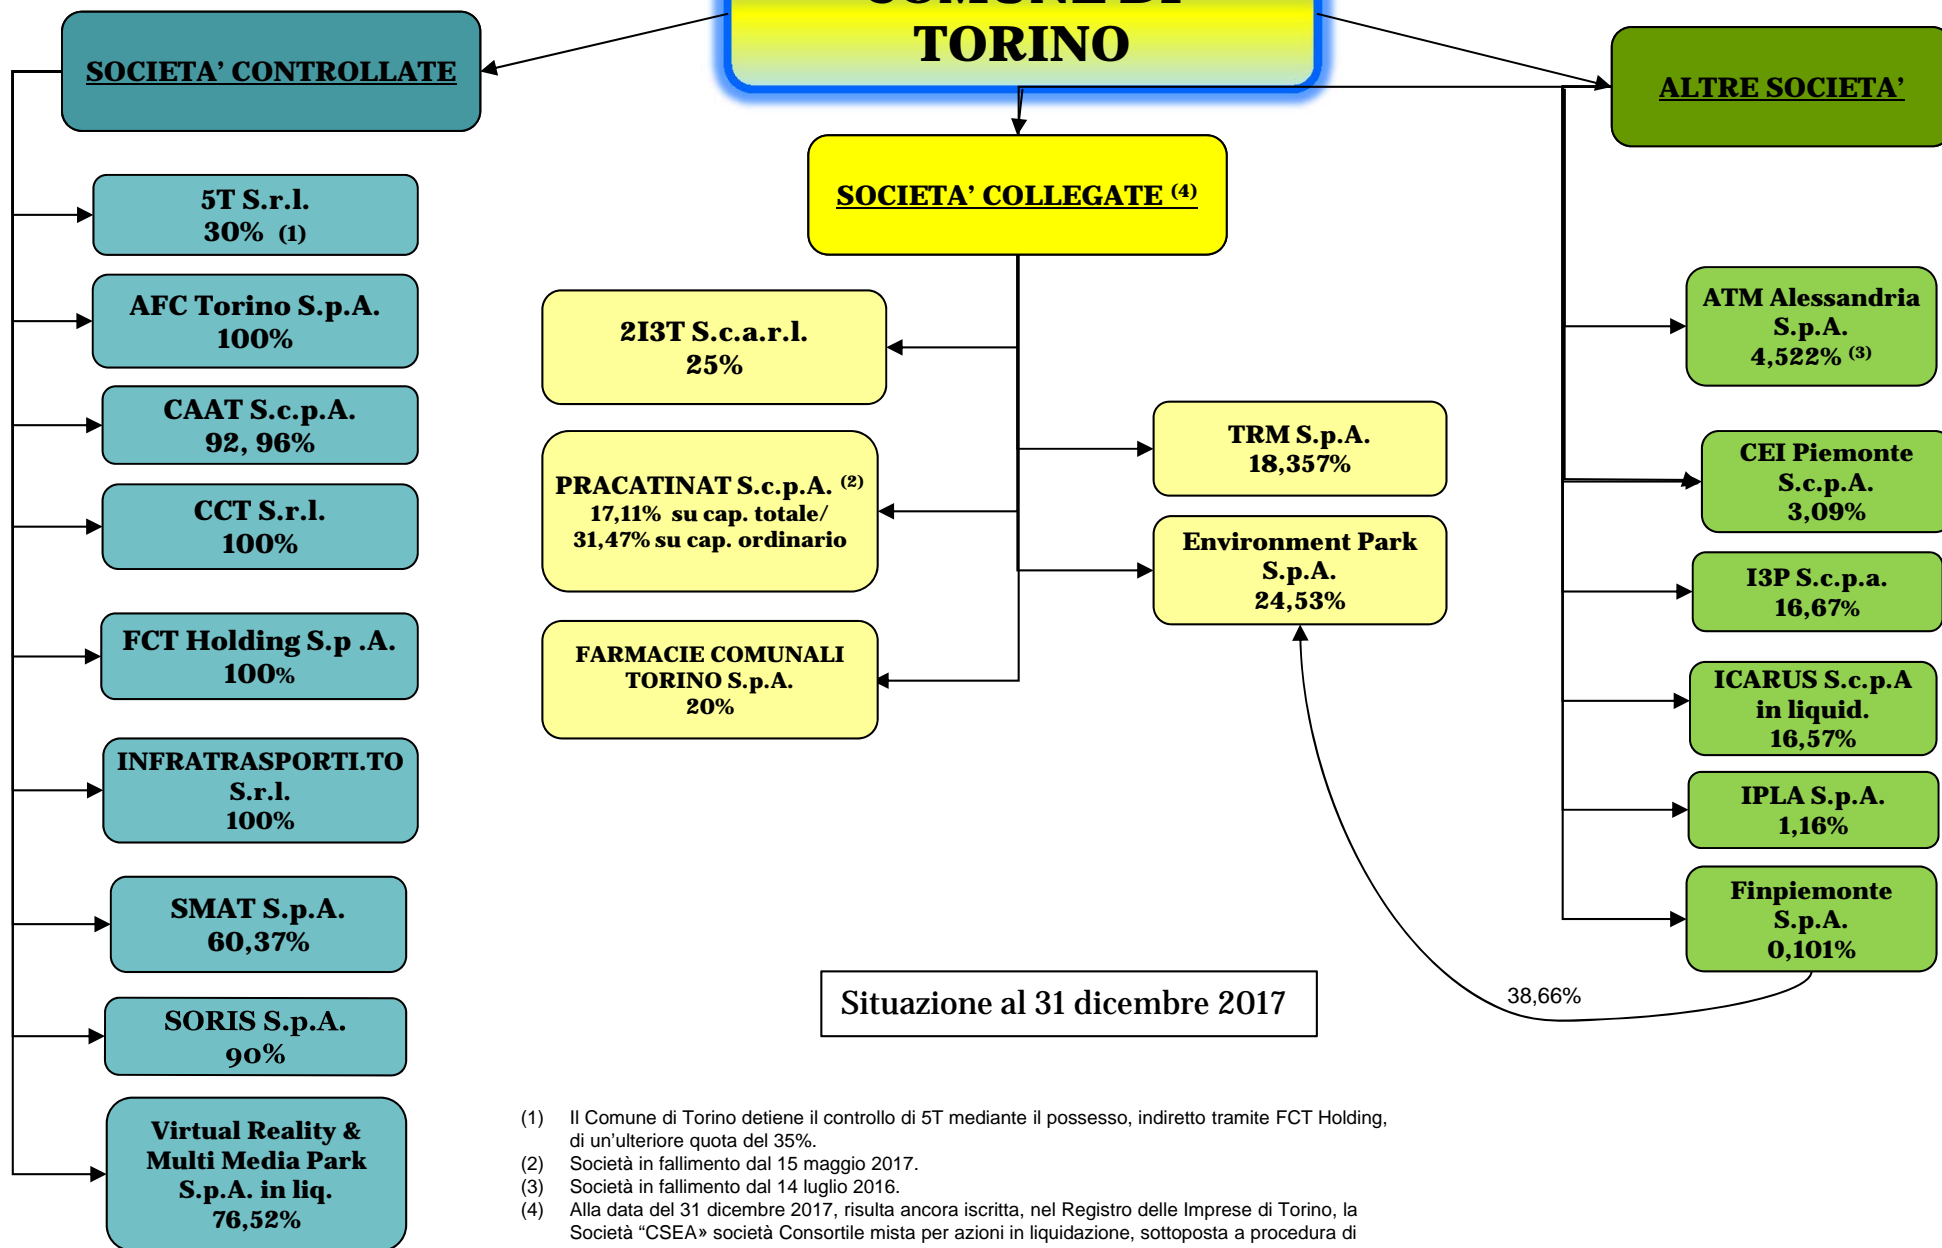 COMUNE DI
TORINO
SOCIETA' CONTROLLATE
5T S.r.l.
30% (1)
AFC Torino S.p.A.
100%
CAAT S.c.p.A.
92, 96%
CCT S.r.l.
100%
FCT Holding S.p .A.
100%
INFRATRASPORTI.TO
S.r.l.
100%
SMAT S.p.A.
60,37%
SORIS S.p.A.
90%
Virtual Reality &
Multi Media Park
S.p.A. in liq.
76,52%
SOCIETA' COLLEGATE (4)
2I3T S.c.a.r.l.
25%
PRACATINAT S.c.p.A. (2)
17,11% su cap. totale/
31,47% su cap. ordinario
FARMACIE COMUNALI
TORINO S.p.A.
20%
TRM S.p.A.
18,357%
Environment Park
S.p.A.
24,53%
ALTRE SOCIETA'
ATM Alessandria
S.p.A.
4,522% (3)
CEI Piemonte
S.c.p.A.
3,09%
I3P S.c.p.a.
16,67%
ICARUS S.c.p.A
in liquid.
16,57%
IPLA S.p.A.
1,16%
Finpiemonte
S.p.A.
0,101%
38,66%
Situazione al 31 dicembre 2017
(1) Il Comune di Torino detiene il controllo di 5T mediante il possesso, indiretto tramite FCT Holding,
di un'ulteriore quota del 35%.
(2) Società in fallimento dal 15 maggio 2017.
(3) Società in fallimento dal 14 luglio 2016.
(4) Alla data del 31 dicembre 2017, risulta ancora iscritta, nel Registro delle Imprese di Torino, la
Società “CSEA» società Consortile mista per azioni in liquidazione, sottoposta a procedura di